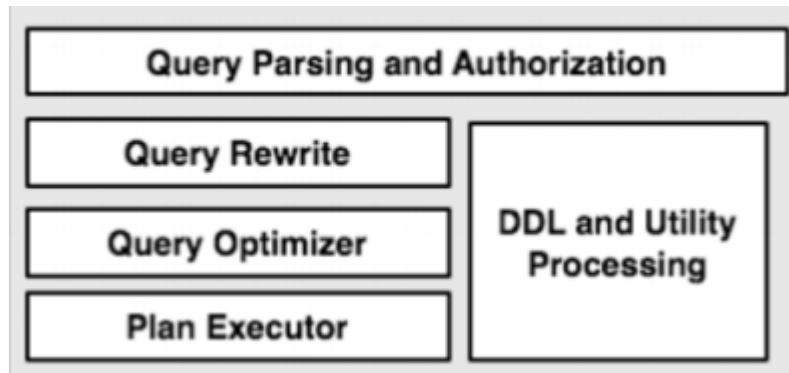 Query Parsing and Authorization
Query Rewrite
Query Optimizer
Plan Executor
DDL and Utility
Processing